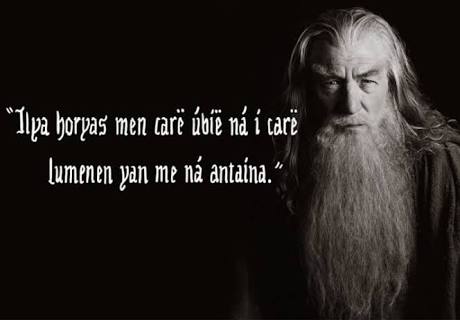 “Ilya horyas men carë úbië ná i carë
lumenen yan me ná antaina.”